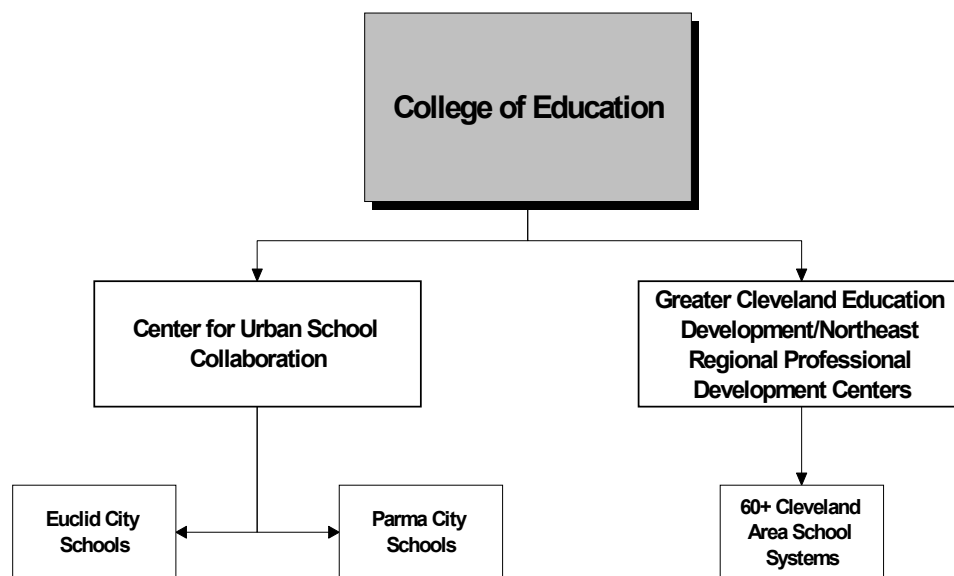 College of Education
Center for Urban School
Collaboration
Greater Cleveland Education
Development/Northeast
Regional Professional
Development Centers
Euclid City
Schools
Parma City
Schools
60+ Cleveland
Area School
Systems